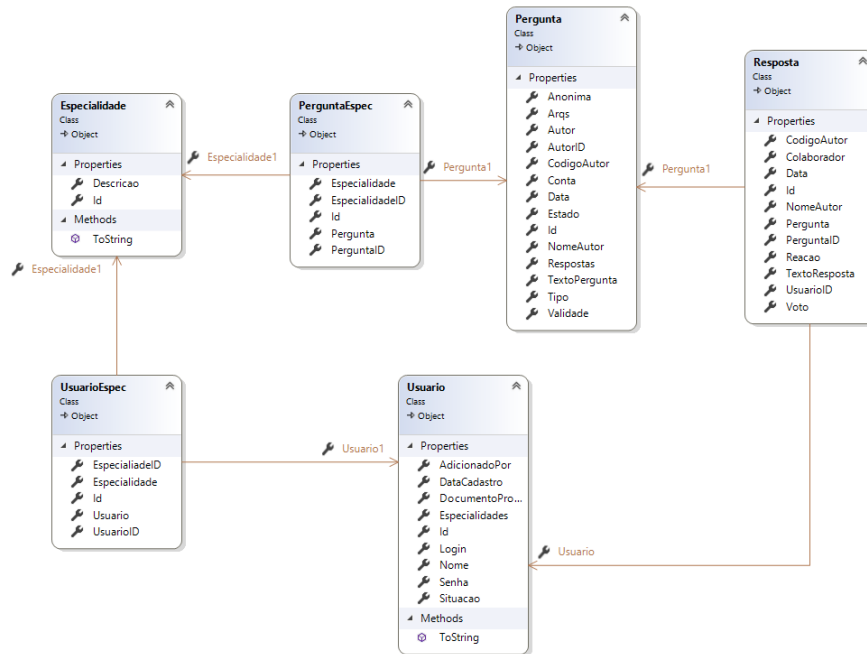 Pergunta
Class
Object
Properties
Anonima
Arqs
Autor
AutorID
CodigoAutor
Conta
Data
Estado
Id
NomeAutor
Respostas
TextoPergunta
Tipo
Validade
Resposta
Class
Object
Properties
CodigoAutor
Colaborador
Data
Id
NomeAutor
Pergunta
PerguntaID
Reacao
TextoResposta
UsuarioID
Voto
Especialidade
Class
Object
Properties
Descricao
Id
Methods
ToString
PerguntaEspec
Class
Object
Properties
Especialidade
EspecialidadeID
Id
Pergunta
PerguntaID
Especialidade1
Pergunta1
Pergunta1
Especialidade1
UsuarioEspec
Class
Object
Properties
EspecialiadeID
Especialidade
Id
Usuario
UsuarioID
Usuario1
Usuario
Class
Object
Properties
AdicionadoPor
DataCadastro
DocumentoPro...
Especialidades
Id
Login
Nome
Senha
Situacao
Methods
ToString
Usuario